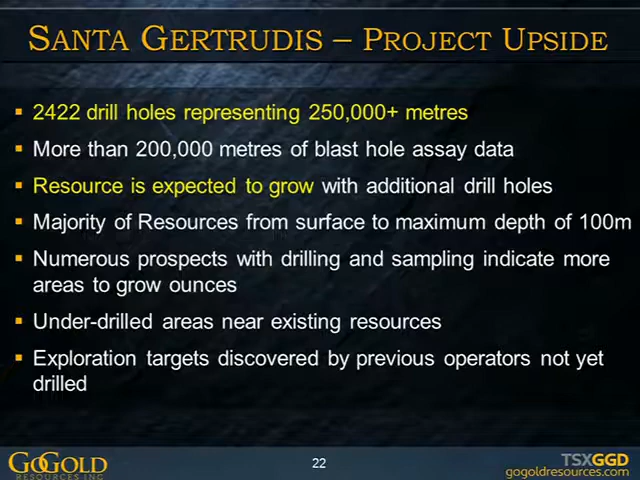 SANTA GERTRUDIS – PROJECT UPSIDE
2422 drill holes representing 250,000+ metres
More than 200,000 metres of blast hole assay data
Resource is expected to grow with additional drill holes
Majority of Resources from surface to maximum depth of 100m
Numerous prospects with drilling and sampling indicate more
areas to grow ounces
Under-drilled areas near existing resources
Exploration targets discovered by previous operators not yet
drilled
GOGOLD
RESOURCES INC
22
TSXGGD
gogoldresources.com